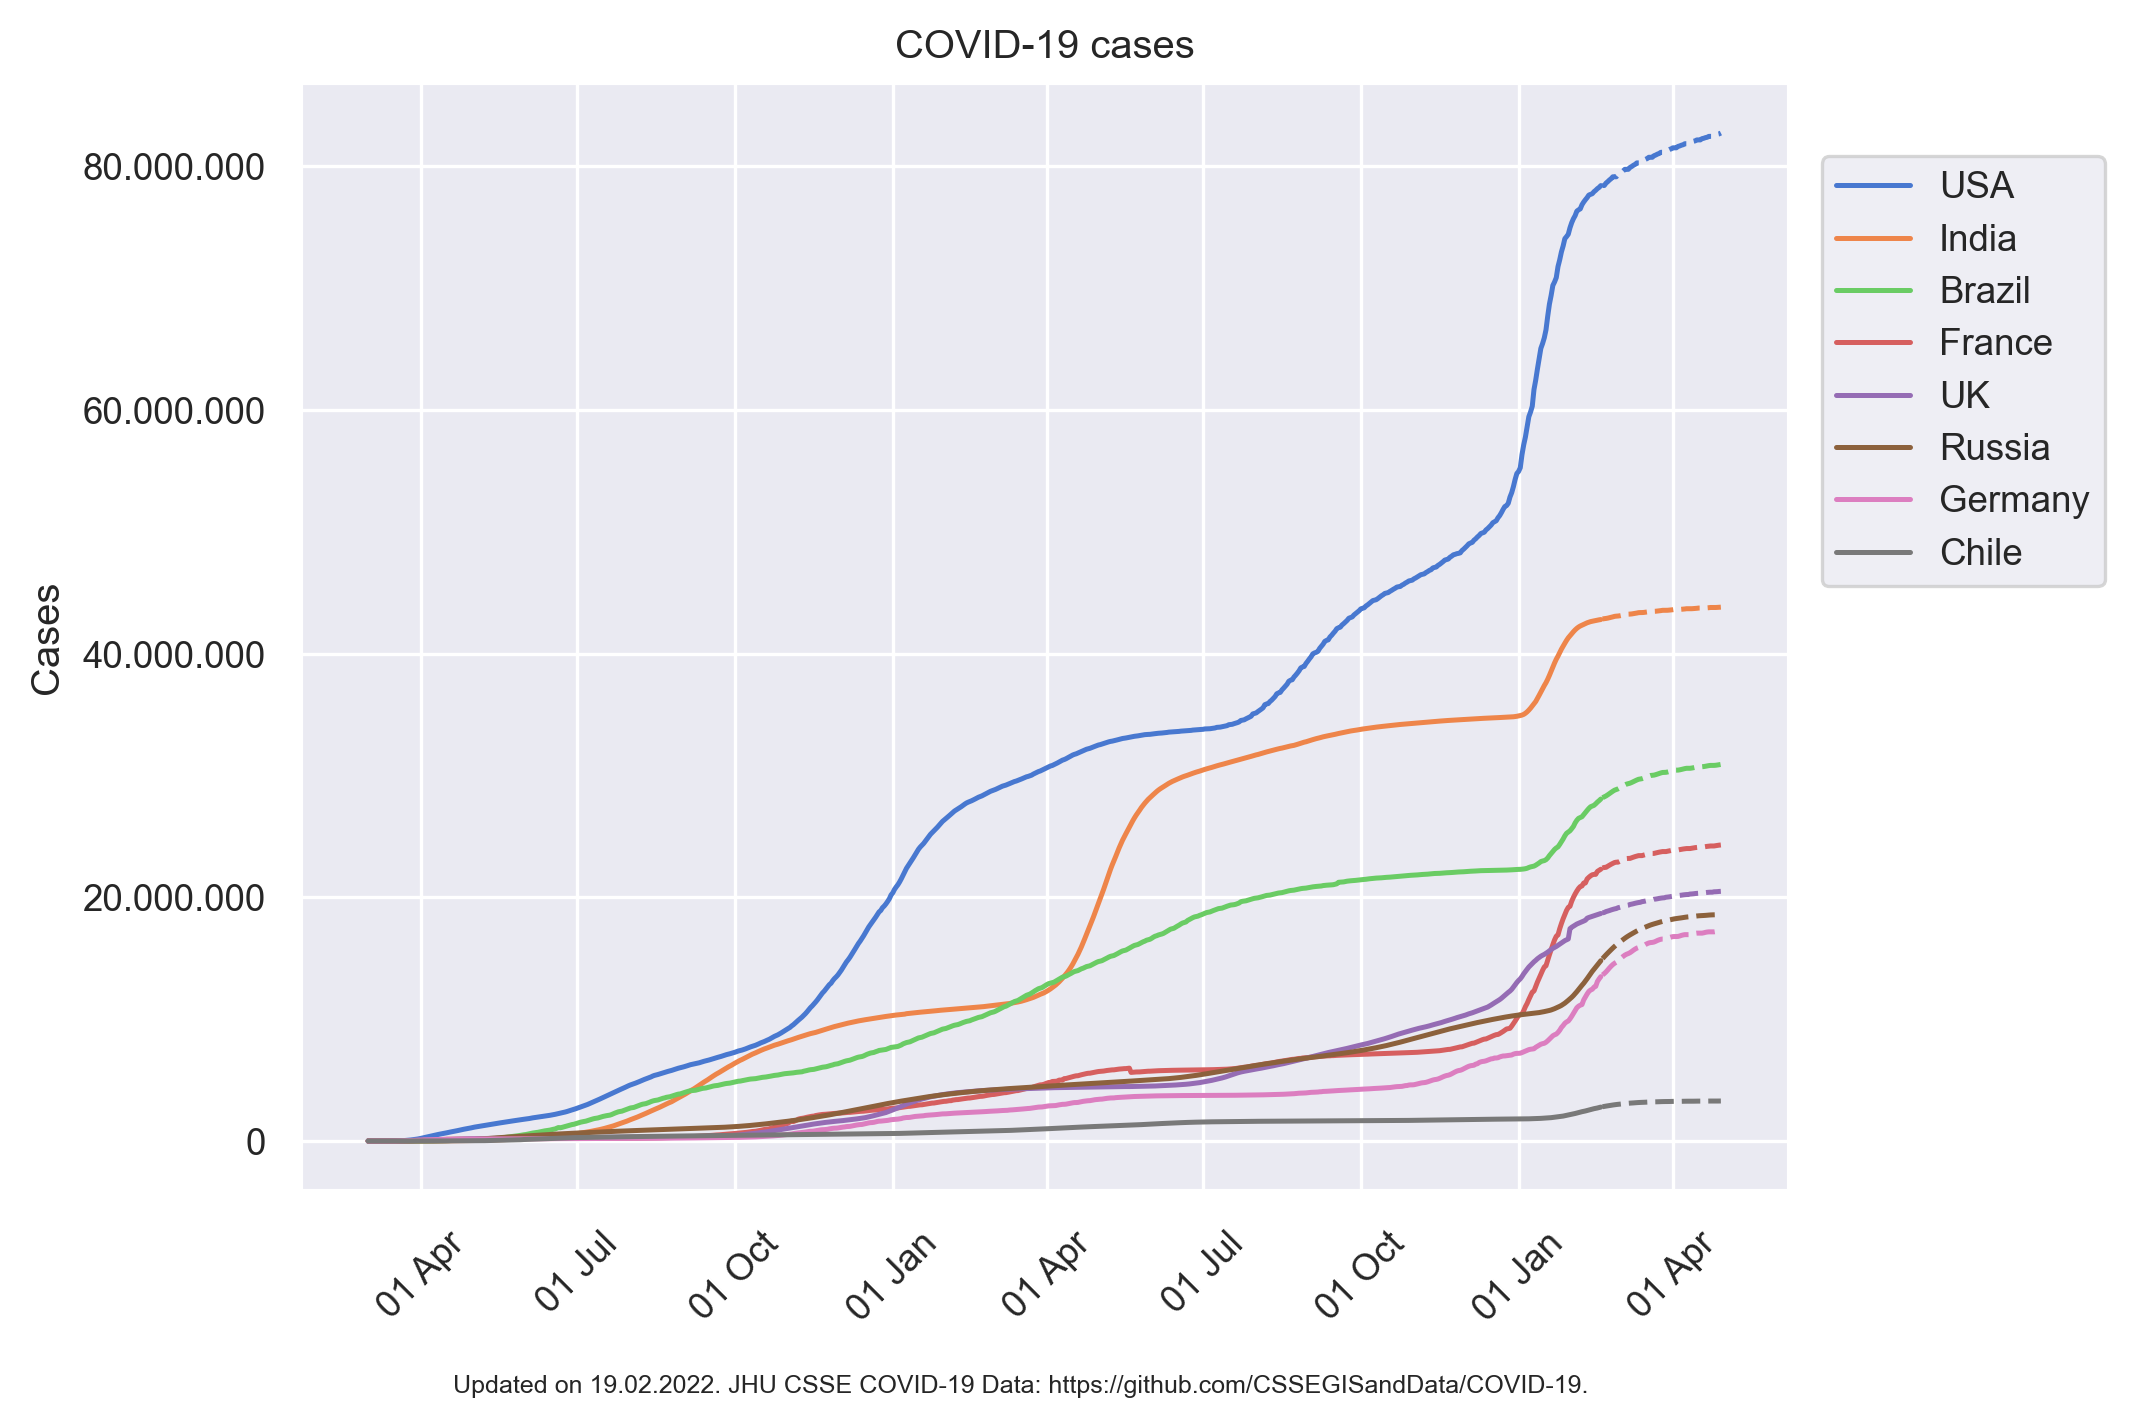 COVID-19 cases
80.000.000
60.000.000
40.000.000
20.000.000
0
Cases
01 Apr
01 Jul
01 Oct
01 Jan
01 Apr
01 Jul
01 Oct
01 Jan
01 Apr
USA
India
Brazil
France
UK
Russia
Germany
Chile
Updated on 19.02.2022. JHU CSSE COVID-19 Data: https://github.com/CSSEGISandData/COVID-19.